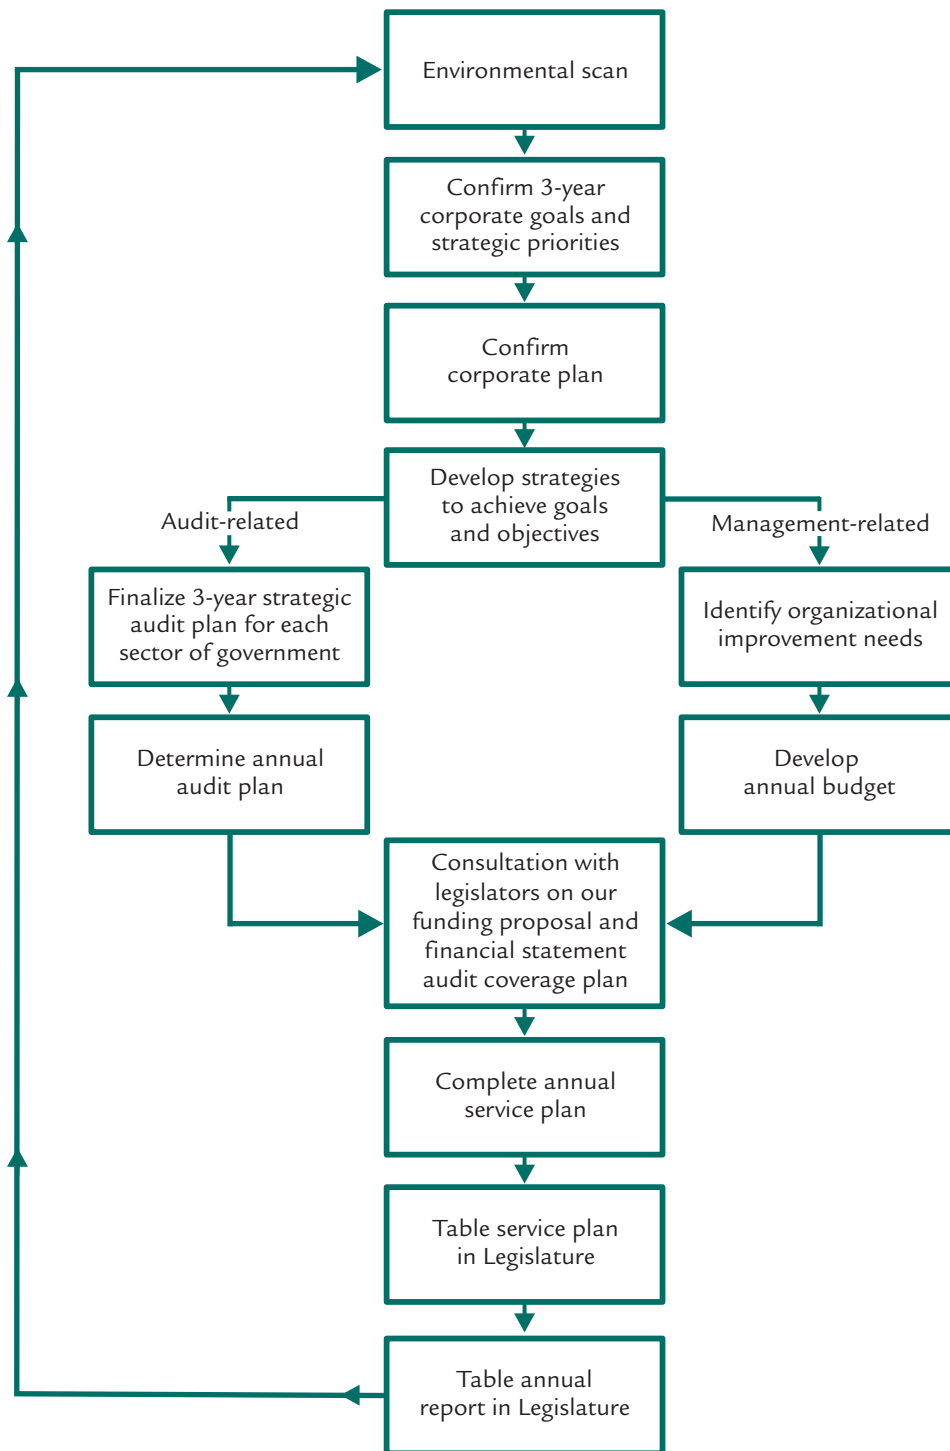 Environmental scan
Confirm 3-year
corporate goals and
strategic priorities
Confirm
corporate plan
Develop strategies
to achieve goals
and objectives
Audit-related
Management-related
Finalize 3-year strategic
audit plan for each
sector of government
Identify organizational
improvement needs
Determine annual
audit plan
Develop
annual budget
Consultation with
legislators on our
funding proposal and
financial statement
audit coverage plan
Complete annual
service plan
Table service plan
in Legislature
Table annual
report in Legislature